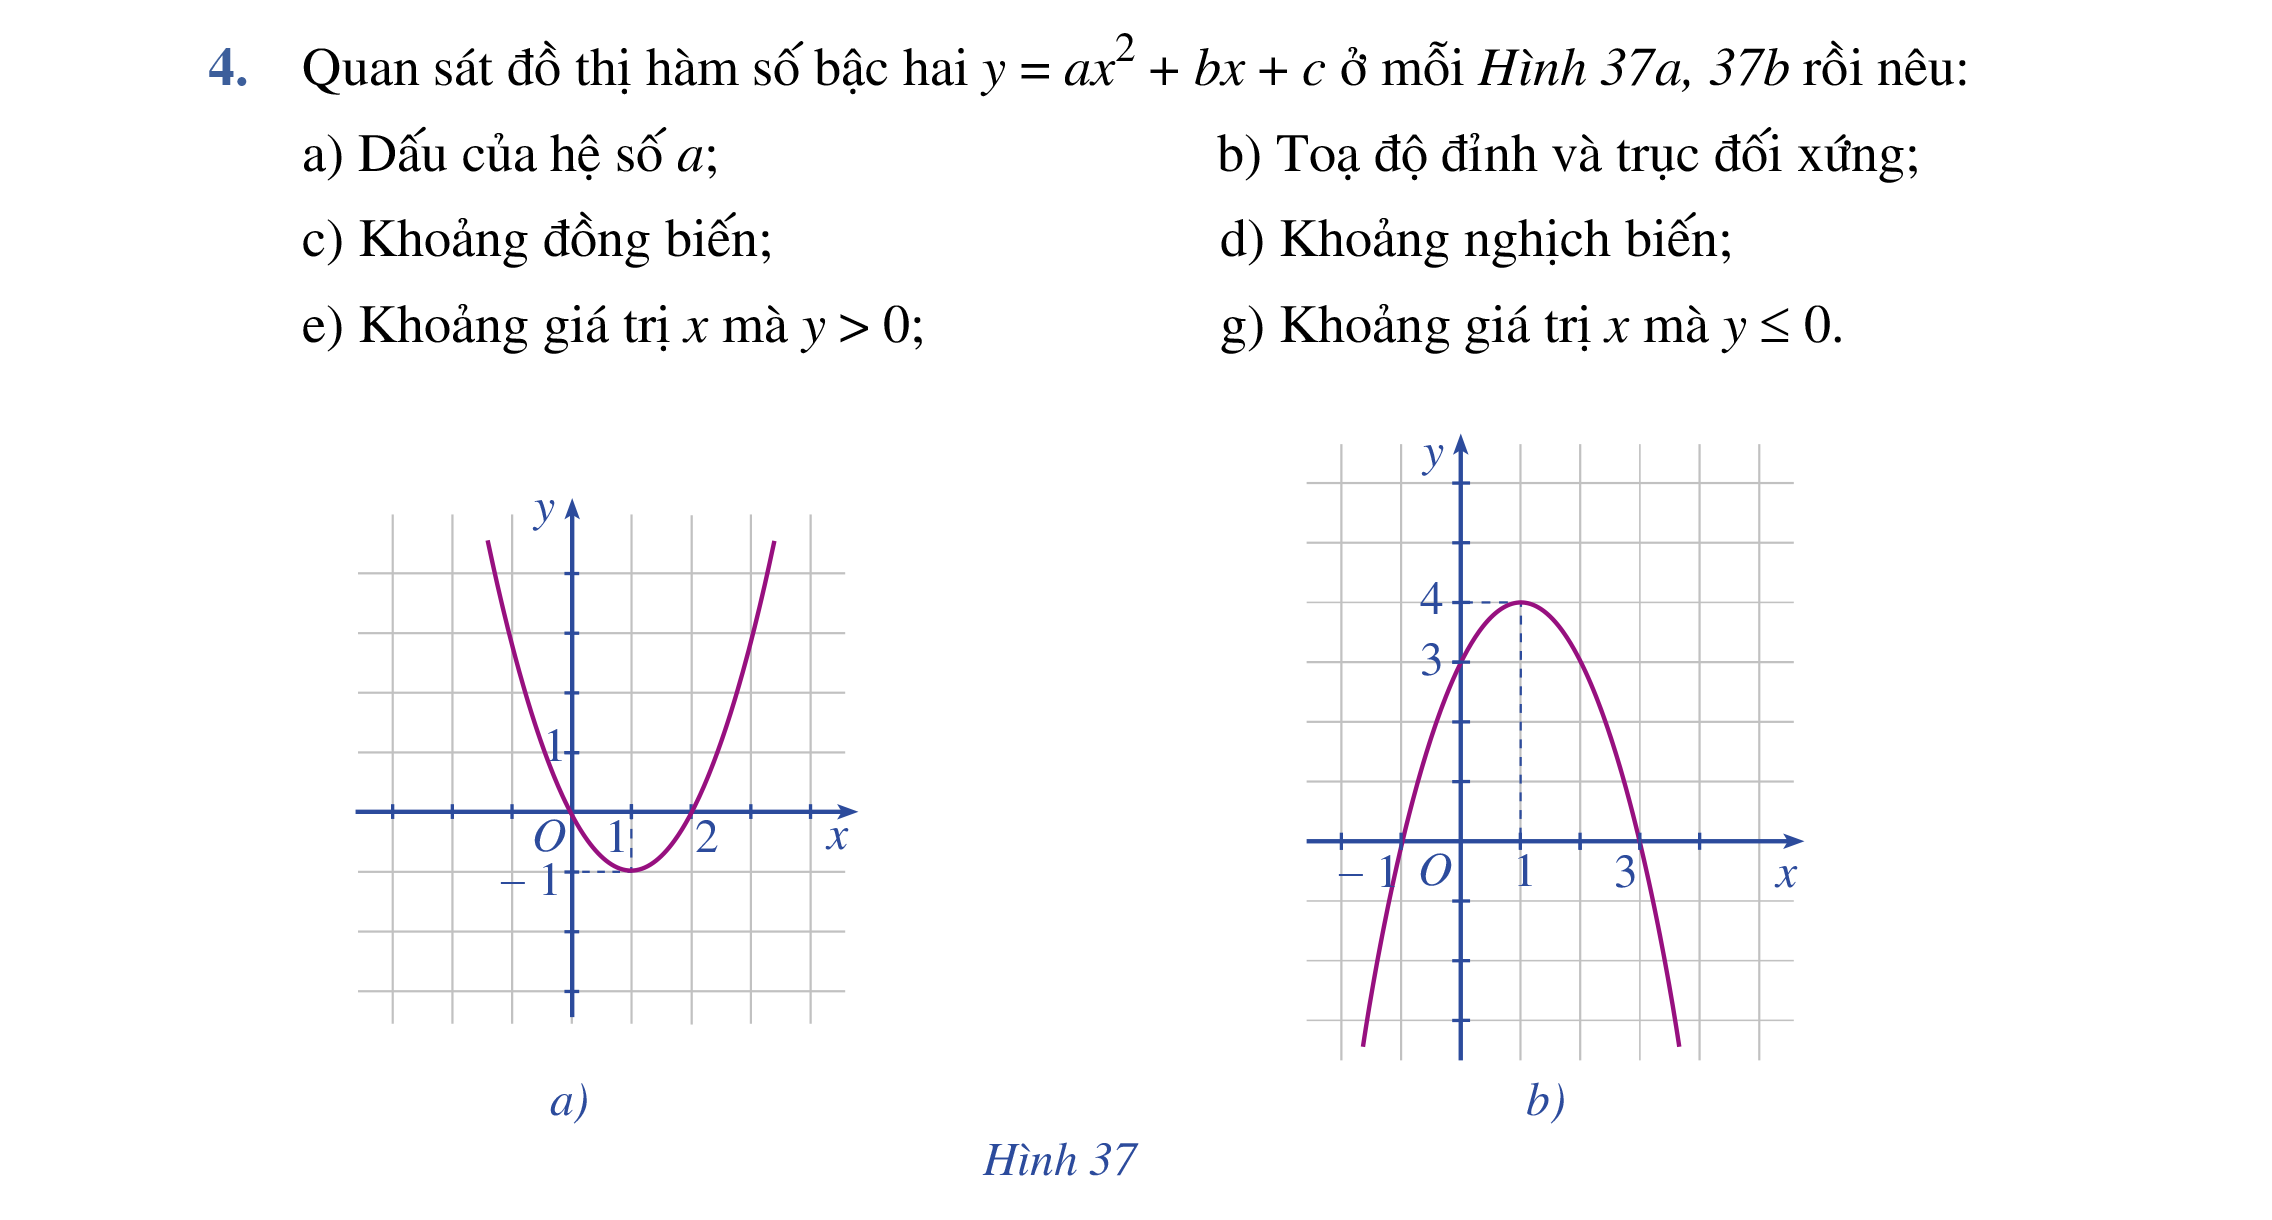 4. Quan sát đồ thị hàm số bậc hai y = ax² + bx + c ở mỗi Hình 37a, 37b rồi nêu:
a) Dấu của hệ số a; b) Toạ độ đỉnh và trục đối xứng;
c) Khoảng đồng biến; d) Khoảng nghịch biến;
e) Khoảng giá trị x mà y > 0; g) Khoảng giá trị x mà y ≤ 0.
y
1
O 1 2 x
– 1
a)
y
4
3
– 1 O 1 3 x
b)
Hình 37